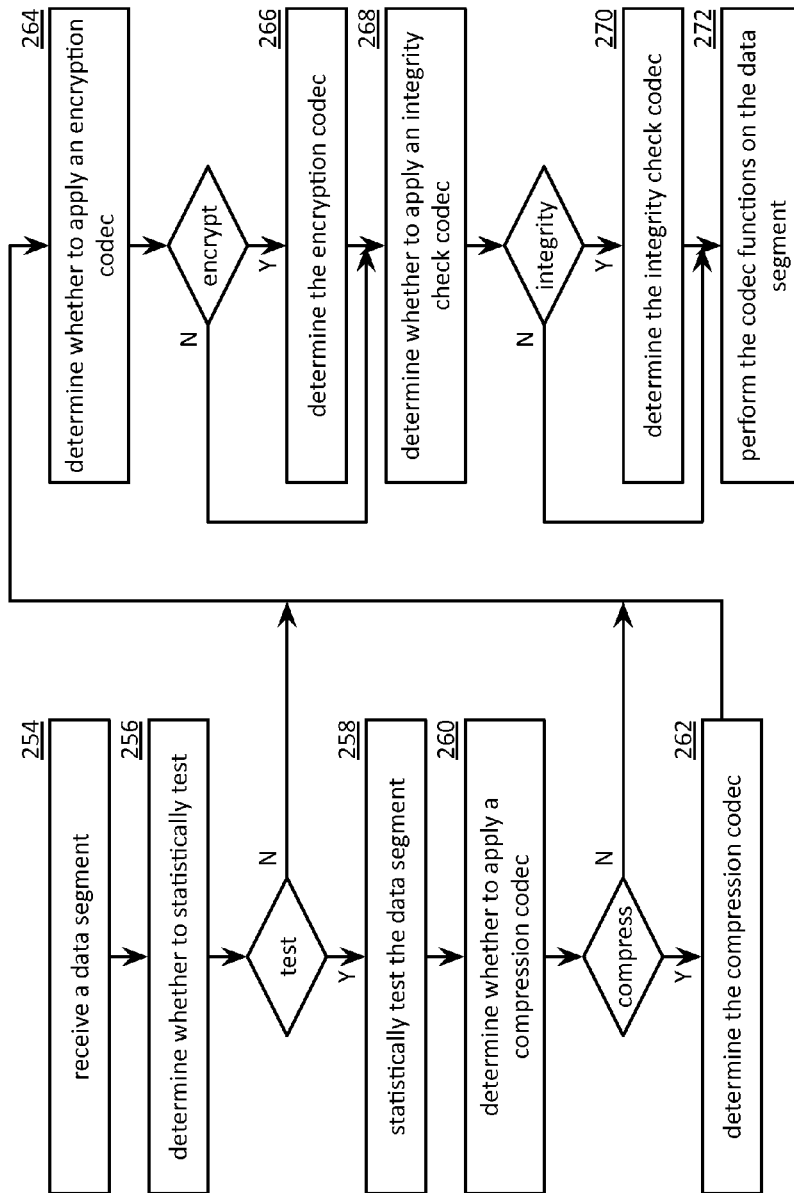 254
receive a data segment
256
determine whether to statistically test
test
N
Y
258
statistically test the data segment
260
determine whether to apply a
compression codec
compress
N
Y
262
determine the compression codec
264
determine whether to apply an encryption
codec
encrypt
N
Y
266
determine the encryption codec
268
determine whether to apply an integrity
check codec
integrity
N
Y
270
determine the integrity check codec
272
perform the codec functions on the data
segment